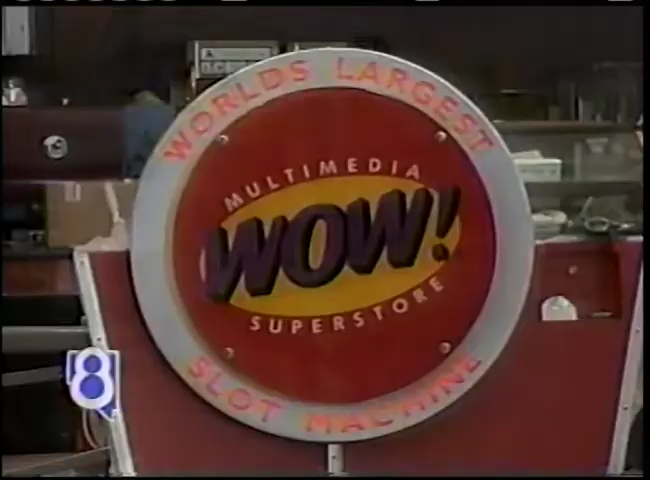 WORLDS LARGEST
MULTIMEDIA
WOW!
SUPERSTORE
SLOT MACHINE
8